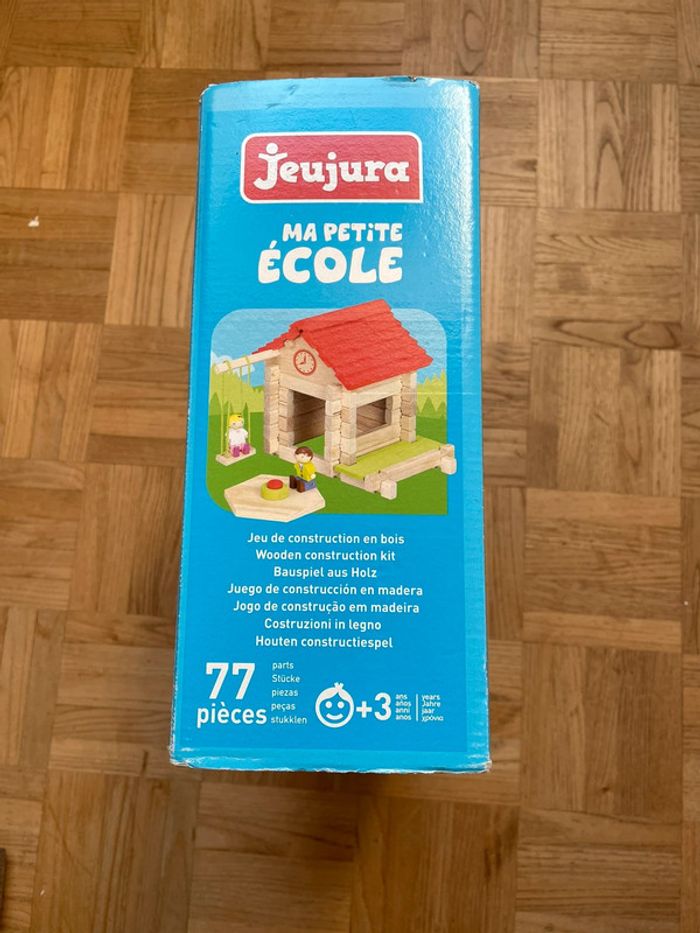 Jeujura
MA PETITE
ÉCOLE
Jeu de construction en bois
Wooden construction kit
Bauspiel aus Holz
Juego de construcción en madera
Jogo de construção em madeira
Costruzioni in legno
Houten constructiespel
77
pièces
parts
Stücke
piezas
peças
stukklen
+3
ans
años
anni
anos
years
Jahre
jaar
χρόνια